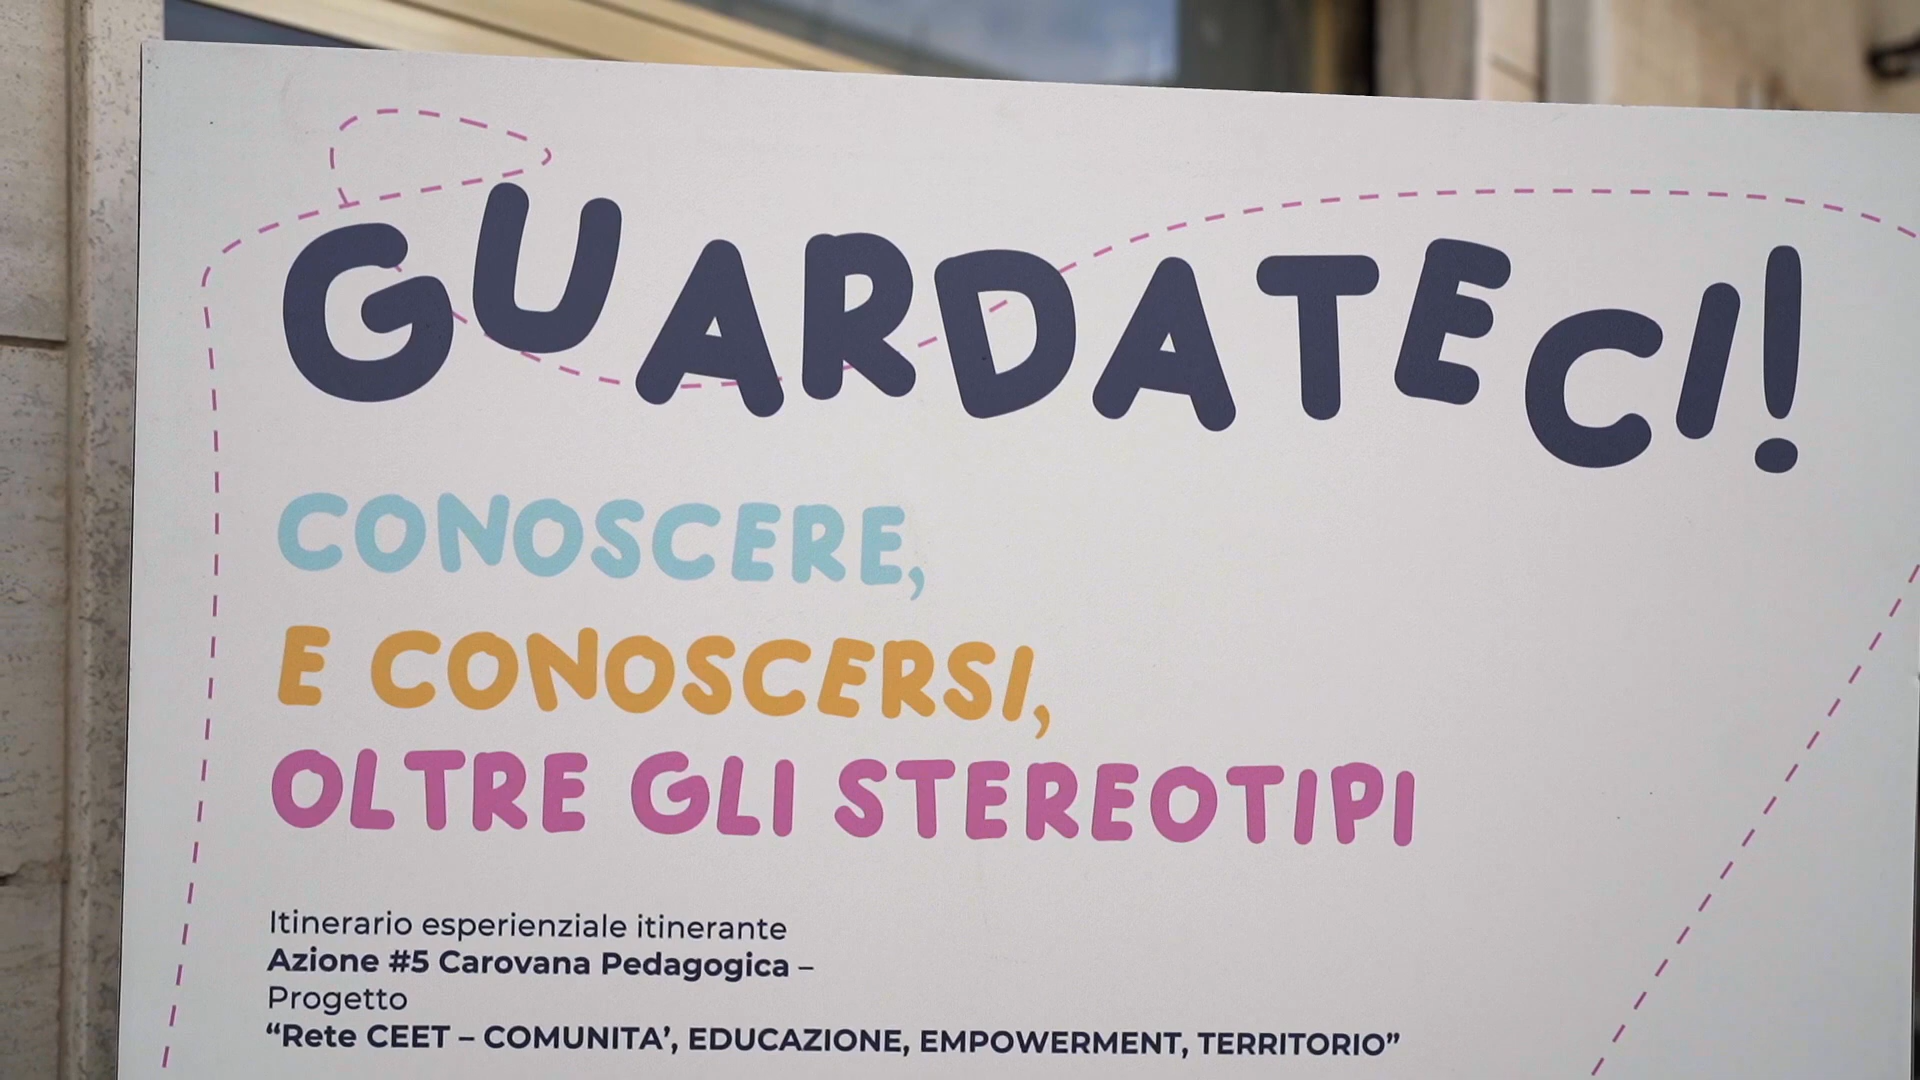 GUARDATECI!
CONOSCERE,
E CONOSCERSI,
OLTRE GLI STEREOTIPI
Itinerario esperienziale itinerante
Azione #5 Carovana Pedagogica –
Progetto
“Rete CEET – COMUNITA’, EDUCAZIONE, EMPOWERMENT, TERRITORIO”